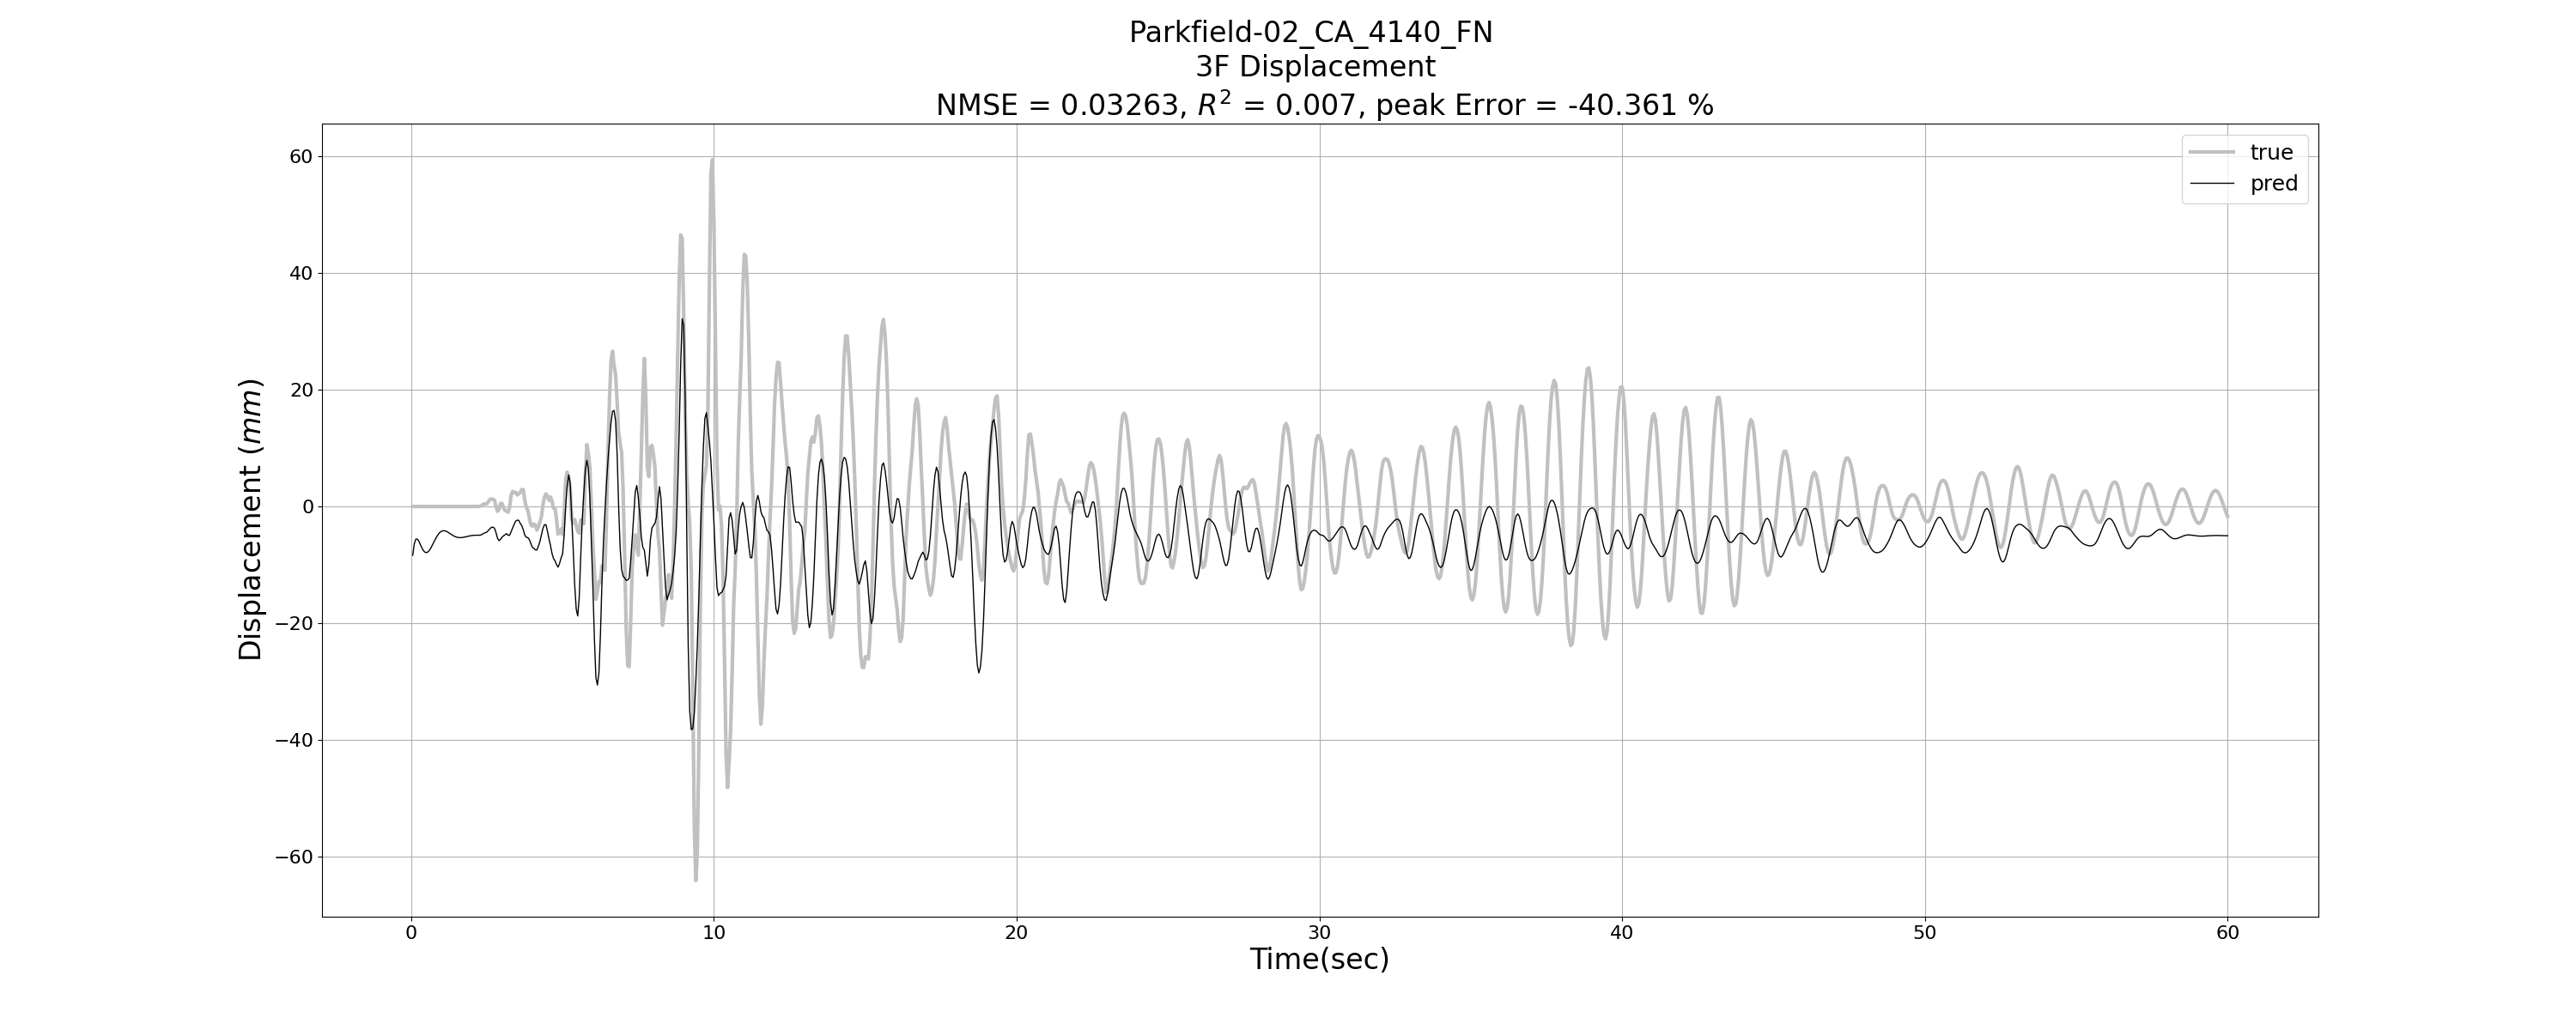 Parkfield-02_CA_4140_FN
3F Displacement
NMSE = 0.03263, R² = 0.007, peak Error = -40.361 %
true
pred
60
40
20
0
−20
−40
−60
Displacement (mm)
0 10 20 30 40 50 60
Time(sec)